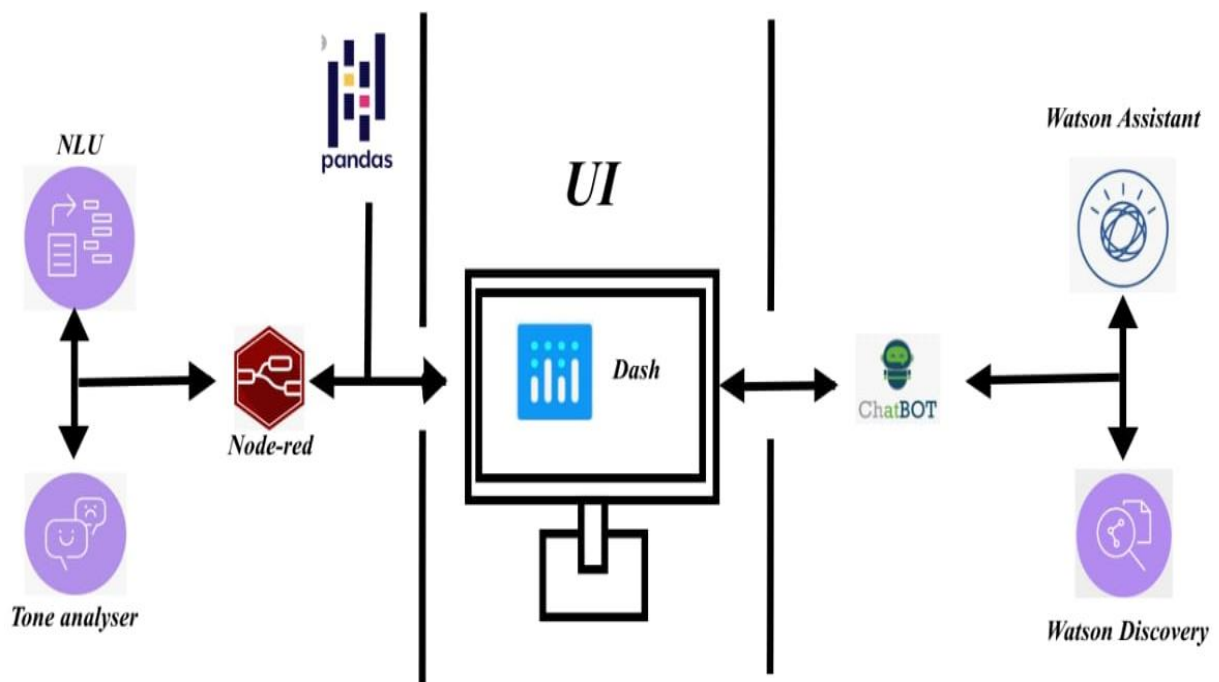 pandas
NLU
UI
Watson Assistant
Dash
ChatBOT
Node-red
Tone analyser
Watson Discovery